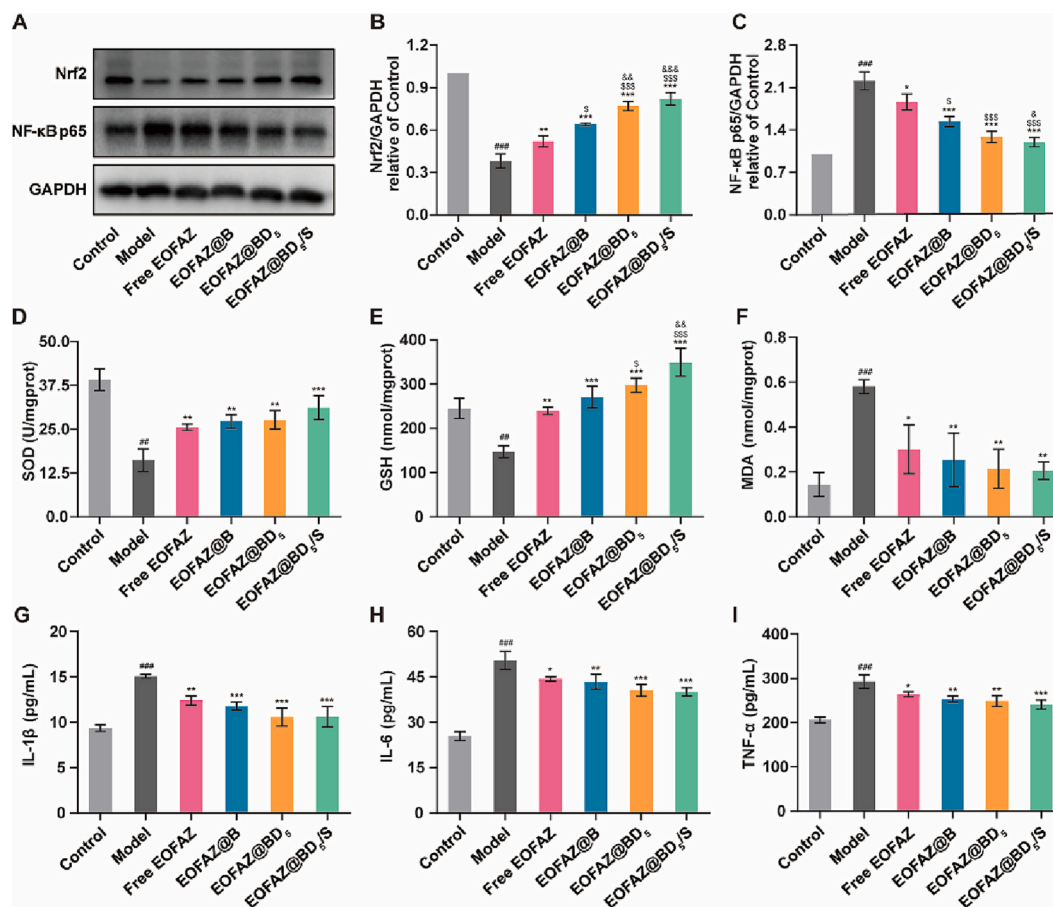 A
Nrf2
NF-κB p65
GAPDH
Control
Model
Free EOFAZ
EOFAZ@B
EOFAZ@BD5
EOFAZ@BD5/S
B
Nrf2/GAPDH
relative of Control
1.2
0.9
0.6
0.3
0.0
###
**
$
***
&&
$$$
***
&&&
$$$
***
Control
Model
Free EOFAZ
EOFAZ@B
EOFAZ@BD5
EOFAZ@BD5/S
C
NF-κB p65/GAPDH
relative of Control
2.8
2.1
1.4
0.7
0.0
###
*
$
***
$$$
***
&
$$$
***
Control
Model
Free EOFAZ
EOFAZ@B
EOFAZ@BD5
EOFAZ@BD5/S
D
SOD (U/mgprot)
50.0
37.5
25.0
12.5
0.0
##
**
**
**
***
Control
Model
Free EOFAZ
EOFAZ@B
EOFAZ@BD5
EOFAZ@BD5/S
E
GSH (nmol/mgprot)
400
300
200
100
0
##
**
***
$
***
&&
$$$
***
Control
Model
Free EOFAZ
EOFAZ@B
EOFAZ@BD5
EOFAZ@BD5/S
F
MDA (nmol/mgprot)
0.8
0.6
0.4
0.2
0.0
###
*
**
**
**
Control
Model
Free EOFAZ
EOFAZ@B
EOFAZ@BD5
EOFAZ@BD5/S
G
IL-1β (pg/mL)
20
15
10
5
0
###
**
***
***
***
Control
Model
Free EOFAZ
EOFAZ@B
EOFAZ@BD5
EOFAZ@BD5/S
H
IL-6 (pg/mL)
60
45
30
15
0
###
*
**
***
***
Control
Model
Free EOFAZ
EOFAZ@B
EOFAZ@BD5
EOFAZ@BD5/S
I
TNF-α (pg/mL)
400
300
200
100
0
###
*
**
**
***
Control
Model
Free EOFAZ
EOFAZ@B
EOFAZ@BD5
EOFAZ@BD5/S